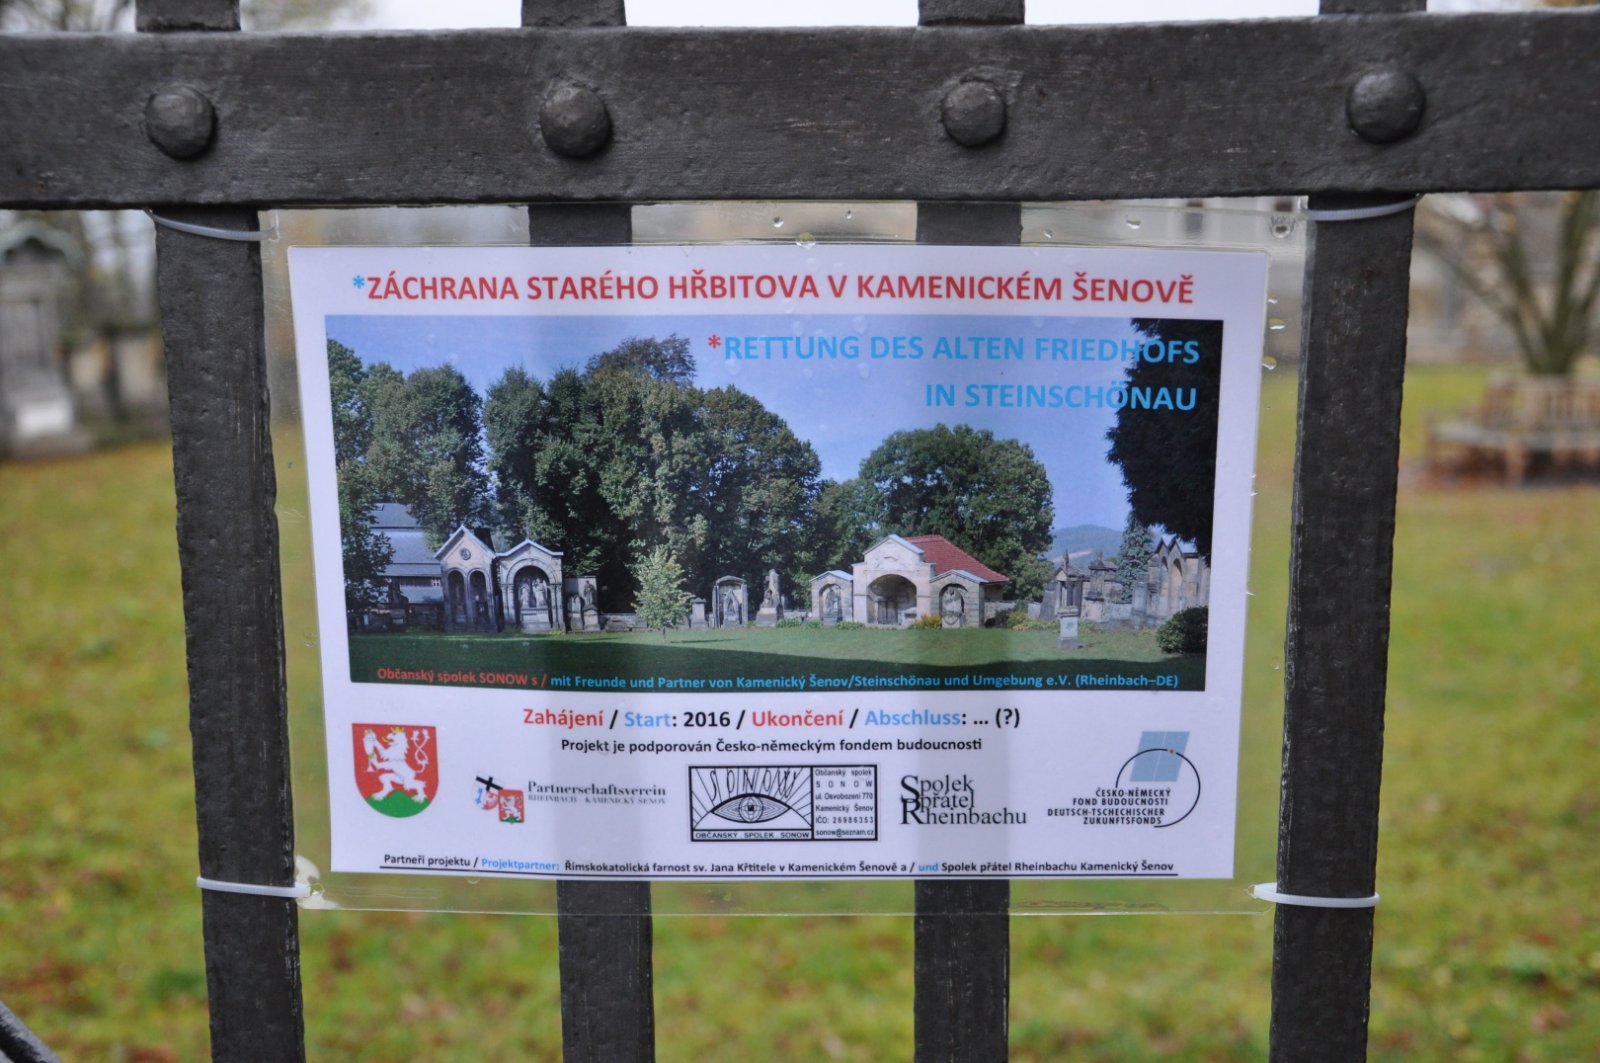 *ZÁCHRANA STARÉHO HŘBITOVA V KAMENICKÉM ŠENOVĚ
*RETTUNG DES ALTEN FRIEDHOFS
IN STEINSCHÖNAU
Občanský spolek SONOW s / mit Freunde und Partner von Kamenický Šenov/Steinschönau und Umgebung e.V. (Rheinbach–DE)
Zahájení / Start: 2016 / Ukončení / Abschluss: ... (?)
Projekt je podporován Česko-německým fondem budoucnosti
Partnerschaftsverein
RHEINBACH - KAMENICKÝ ŠENOV
SONOW
OBČANSKÝ SPOLEK SONOW
Občanský spolek
SONOW
ul. Osvobození 770
Kamenický Šenov
IČO: 26986353
sonow@seznam.cz
Spolek
Přátel
Rheinbachu
ČESKO-NĚMECKÝ
FOND BUDOUCNOSTI
DEUTSCH-TSCHECHISCHER
ZUKUNFTSFONDS
Partneři projektu / Projektpartner: Římskokatolická farnost sv. Jana Křtitele v Kamenickém Šenově a / und Spolek přátel Rheinbachu Kamenický Šenov